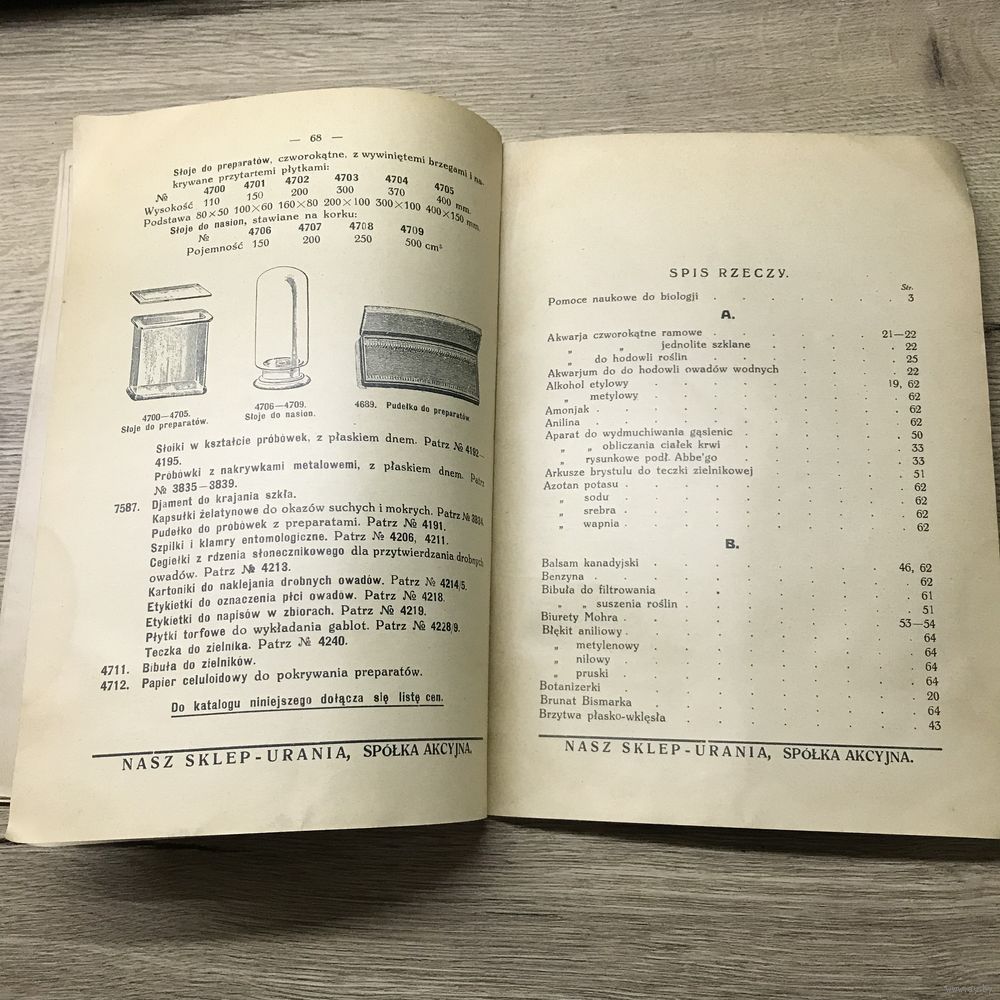 — 68 —
Słoje do preparatów, czworokątne, z wywiniętemi brzegami i na-
krywane przytartemi płytkami:
№ 4700 4701 4702 4703 4704 4705
Wysokość 110 150 200 300 370 400 mm.
Podstawa 80×50 100×60 160×80 200×100 300×100 400×150 mm.
Słoje do nasion, stawiane na korku:
№ 4706 4707 4708 4709
Pojemność 150 200 250 500 cm³
4700—4705.
Słoje do preparatów.
4706—4709.
Słoje do nasion.
4689. Pudełko do preparatów
Słoiki w kształcie próbówek, z płaskiem dnem. Patrz № 4192—
4195.
Próbówki z nakrywkami metalowemi, z płaskiem dnem. Patrz
№ 3835—3839.
7587. Djament do krajania szkła.
Kapsułki żelatynowe do okazów suchych i mokrych. Patrz № 3834.
Pudełko do próbówek z preparatami. Patrz № 4191.
Szpilki i klamry entomologiczne. Patrz № 4206, 4211.
Cegiełki z rdzenia słonecznikowego dla przytwierdzania drobnych
owadów. Patrz № 4213.
Kartoniki do naklejania drobnych owadów. Patrz № 4214/5.
Etykietki do oznaczenia płci owadów. Patrz № 4218.
Etykietki do napisów w zbiorach. Patrz № 4219.
Płytki torfowe do wykładania gablot. Patrz № 4228/9.
Teczka do zielnika. Patrz № 4240.
4711. Bibuła do zielników.
4712. Papier celuloidowy do pokrywania preparatów.
Do katalogu niniejszego dołącza się listę cen.
NASZ SKLEP-URANIA, SPÓŁKA AKCYJNA.
SPIS RZECZY.
Str.
Pomoce naukowe do biologji . . . . . . 3
A.
Akwarja czworokątne ramowe . . . . . 21—22
„ „ jednolite szklane . . . . 22
„ do hodowli roślin . . . . . 25
Akwarjum do do hodowli owadów wodnych . . . 22
Alkohol etylowy . . . . . . 19, 62
„ metylowy . . . . . . 62
Amonjak . . . . . . . 62
Anilina . . . . . . . 62
Aparat do wydmuchiwania gąsienic . . . . 50
„ „ obliczania ciałek krwi . . . . 33
„ rysunkowe podł. Abbe'go . . . . 33
Arkusze brystulu do teczki zielnikowej . . . . 51
Azotan potasu . . . . . . . 62
„ sodu . . . . . . . 62
„ srebra . . . . . . . 62
„ wapnia . . . . . . . 62
B.
Balsam kanadyjski . . . . . . 46, 62
Benzyna . . . . . . . 62
Bibuła do filtrowania . . . . . . 61
„ „ suszenia roślin . . . . . 51
Biurety Mohra . . . . . . 53—54
Błękit aniliowy . . . . . . . 64
„ metylenowy . . . . . . 64
„ nilowy . . . . . . . 64
„ pruski . . . . . . . 64
Botanizerki . . . . . . . 20
Brunat Bismarka . . . . . . 64
Brzytwa płasko-wklęsła . . . . . . 43
NASZ SKLEP-URANIA, SPÓŁKA AKCYJNA.